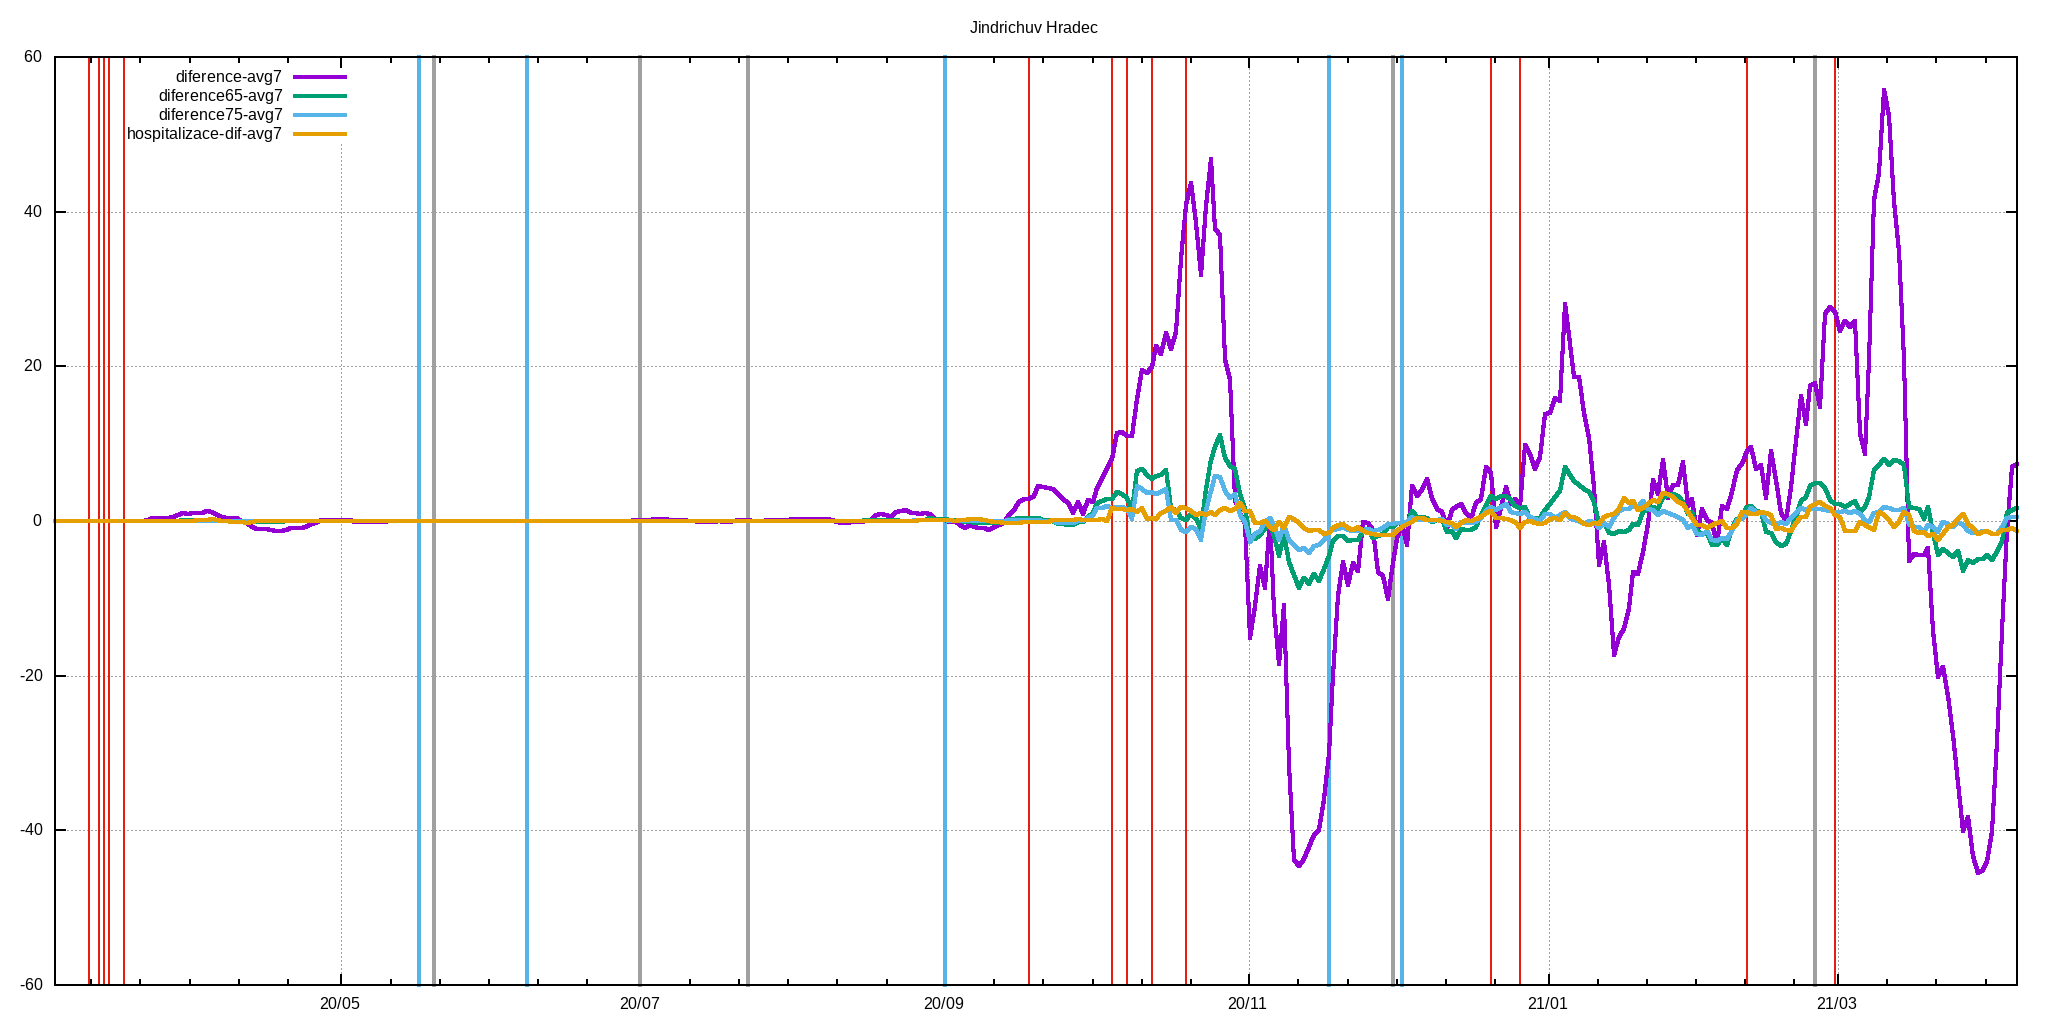 Jindrichuv Hradec
60
40
20
0
-20
-40
-60
diference-avg7
diference65-avg7
diference75-avg7
hospitalizace-dif-avg7
20/05 20/07 20/09 20/11 21/01 21/03